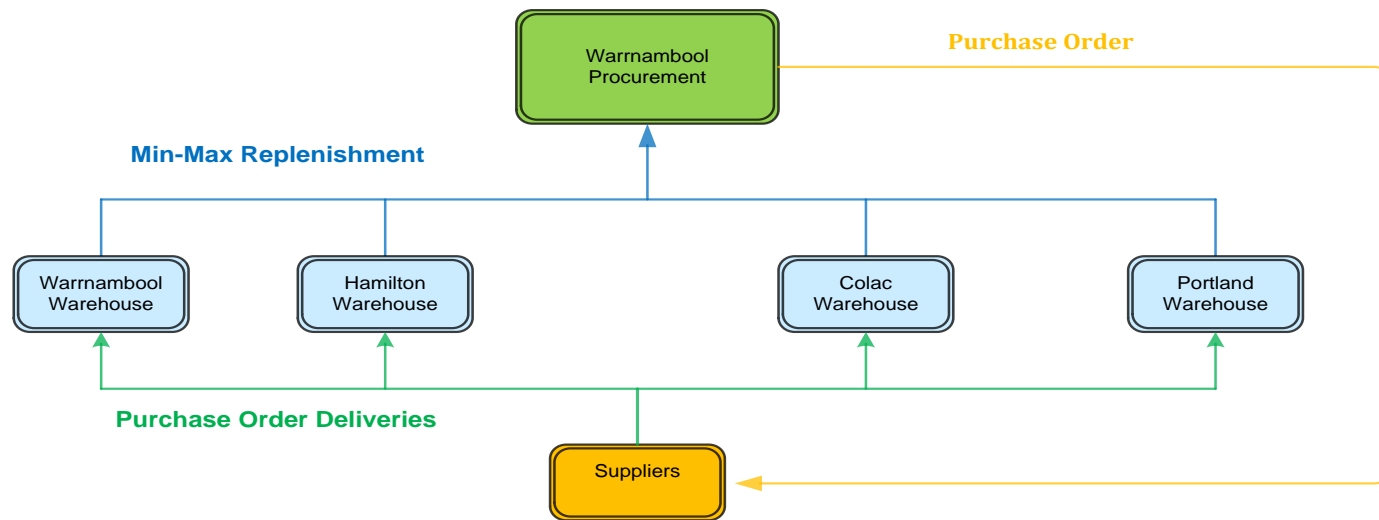 Purchase Order
Warrnambool
Procurement
Min-Max Replenishment
Warrnambool
Warehouse
Hamilton
Warehouse
Colac
Warehouse
Portland
Warehouse
Purchase Order Deliveries
Suppliers